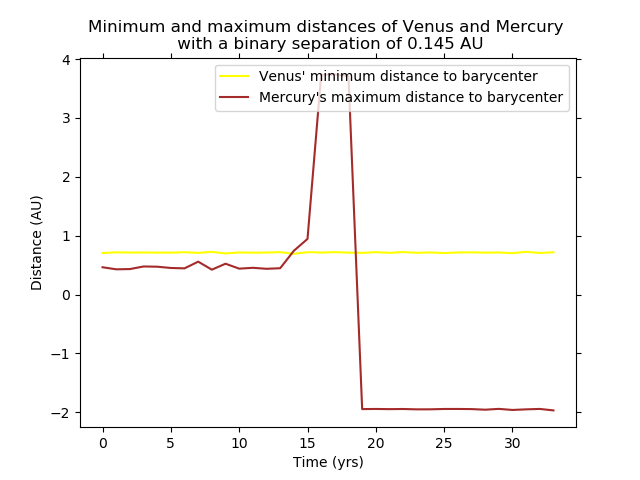 Minimum and maximum distances of Venus and Mercury
with a binary separation of 0.145 AU
Venus' minimum distance to barycenter
Mercury's maximum distance to barycenter
4
3
2
1
0
−1
−2
Distance (AU)
0 5 10 15 20 25 30
Time (yrs)